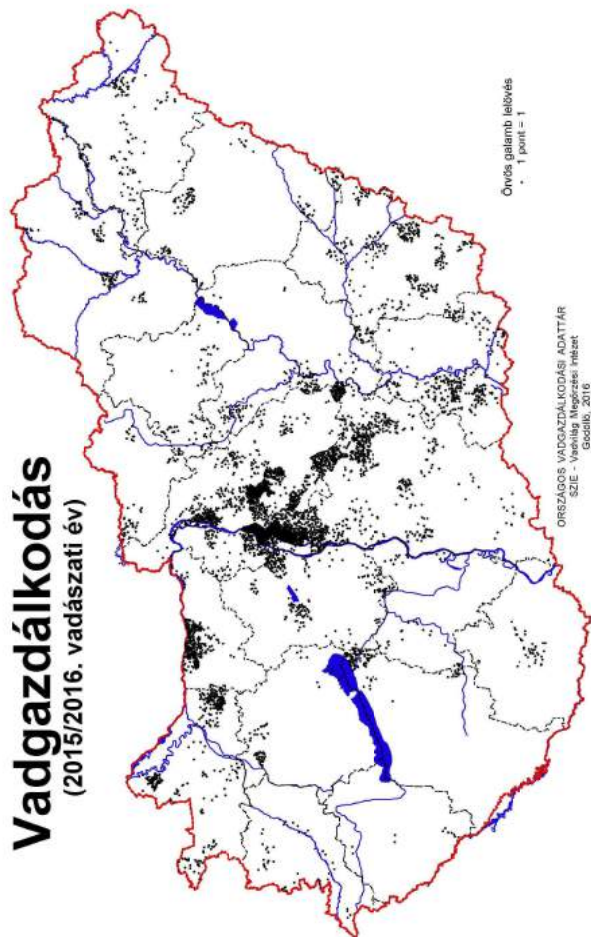 Vadgazdálkodás
(2015/2016. vadászati év)
Örvös galamb lelövés
• 1 pont = 1
ORSZÁGOS VADGAZDÁLKODÁSI ADATTÁR
SZIE - Vadvilág Megőrzési Intézet
Gödöllő, 2016